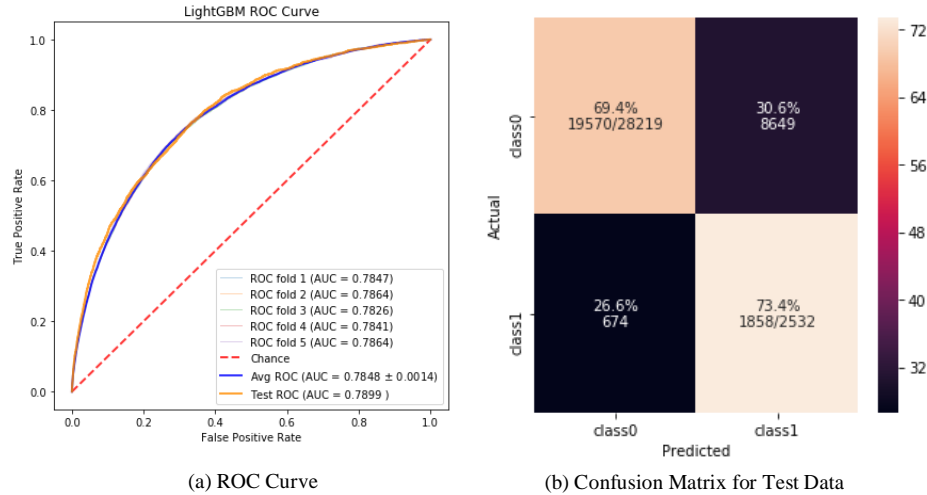 LightGBM ROC Curve
1.0
0.8
0.6
0.4
0.2
0.0
True Positive Rate
ROC fold 1 (AUC = 0.7847)
ROC fold 2 (AUC = 0.7864)
ROC fold 3 (AUC = 0.7826)
ROC fold 4 (AUC = 0.7841)
ROC fold 5 (AUC = 0.7864)
Chance
Avg ROC (AUC = 0.7848 ± 0.0014)
Test ROC (AUC = 0.7899 )
0.0 0.2 0.4 0.6 0.8 1.0
False Positive Rate
(a) ROC Curve
Actual
class0
69.4%
19570/28219
30.6%
8649
class1
26.6%
674
73.4%
1858/2532
class0 class1
Predicted
72
64
56
48
40
32
(b) Confusion Matrix for Test Data